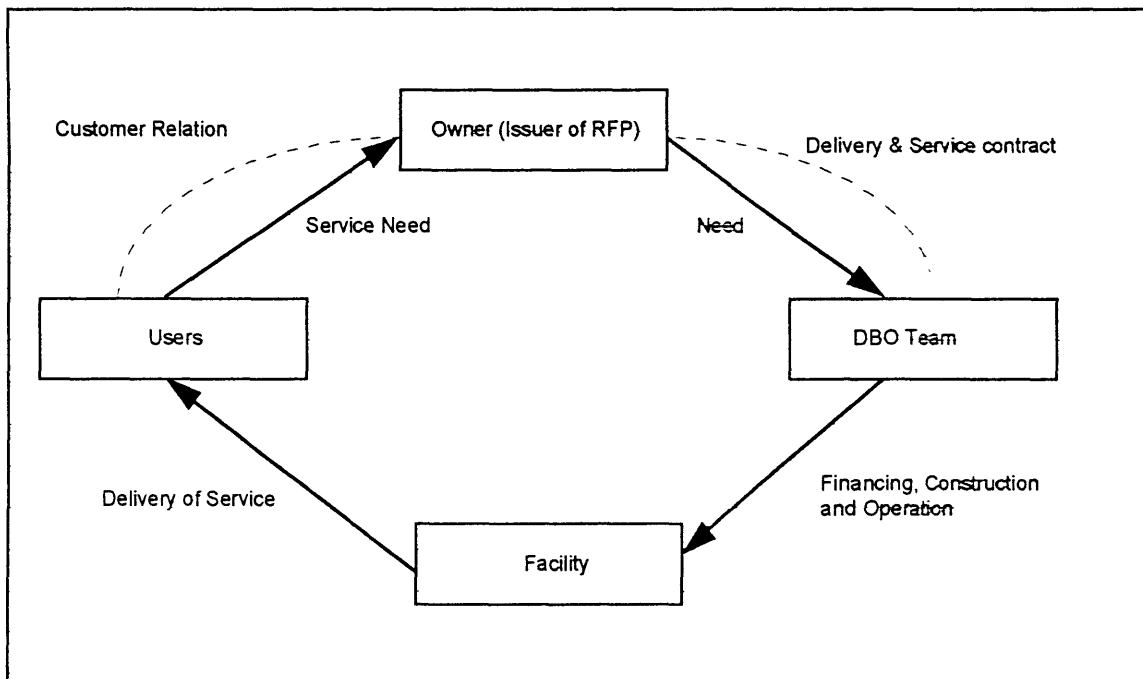 Customer Relation
Owner (Issuer of RFP)
Delivery & Service contract
Service Need
Need
Users
DBO Team
Delivery of Service
Financing, Construction
and Operation
Facility